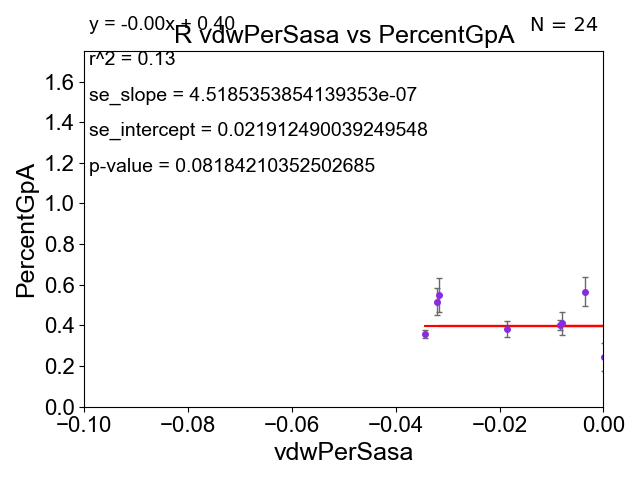 y = -0.00x + 0.40
N = 24
R vdwPerSasa vs PercentGpA
r^2 = 0.13
se_slope = 4.5185353854139353e-07
se_intercept = 0.021912490039249548
p-value = 0.08184210352502685
PercentGpA
1.6
1.4
1.2
1.0
0.8
0.6
0.4
0.2
0.0
−0.10 −0.08 −0.06 −0.04 −0.02 0.00
vdwPerSasa